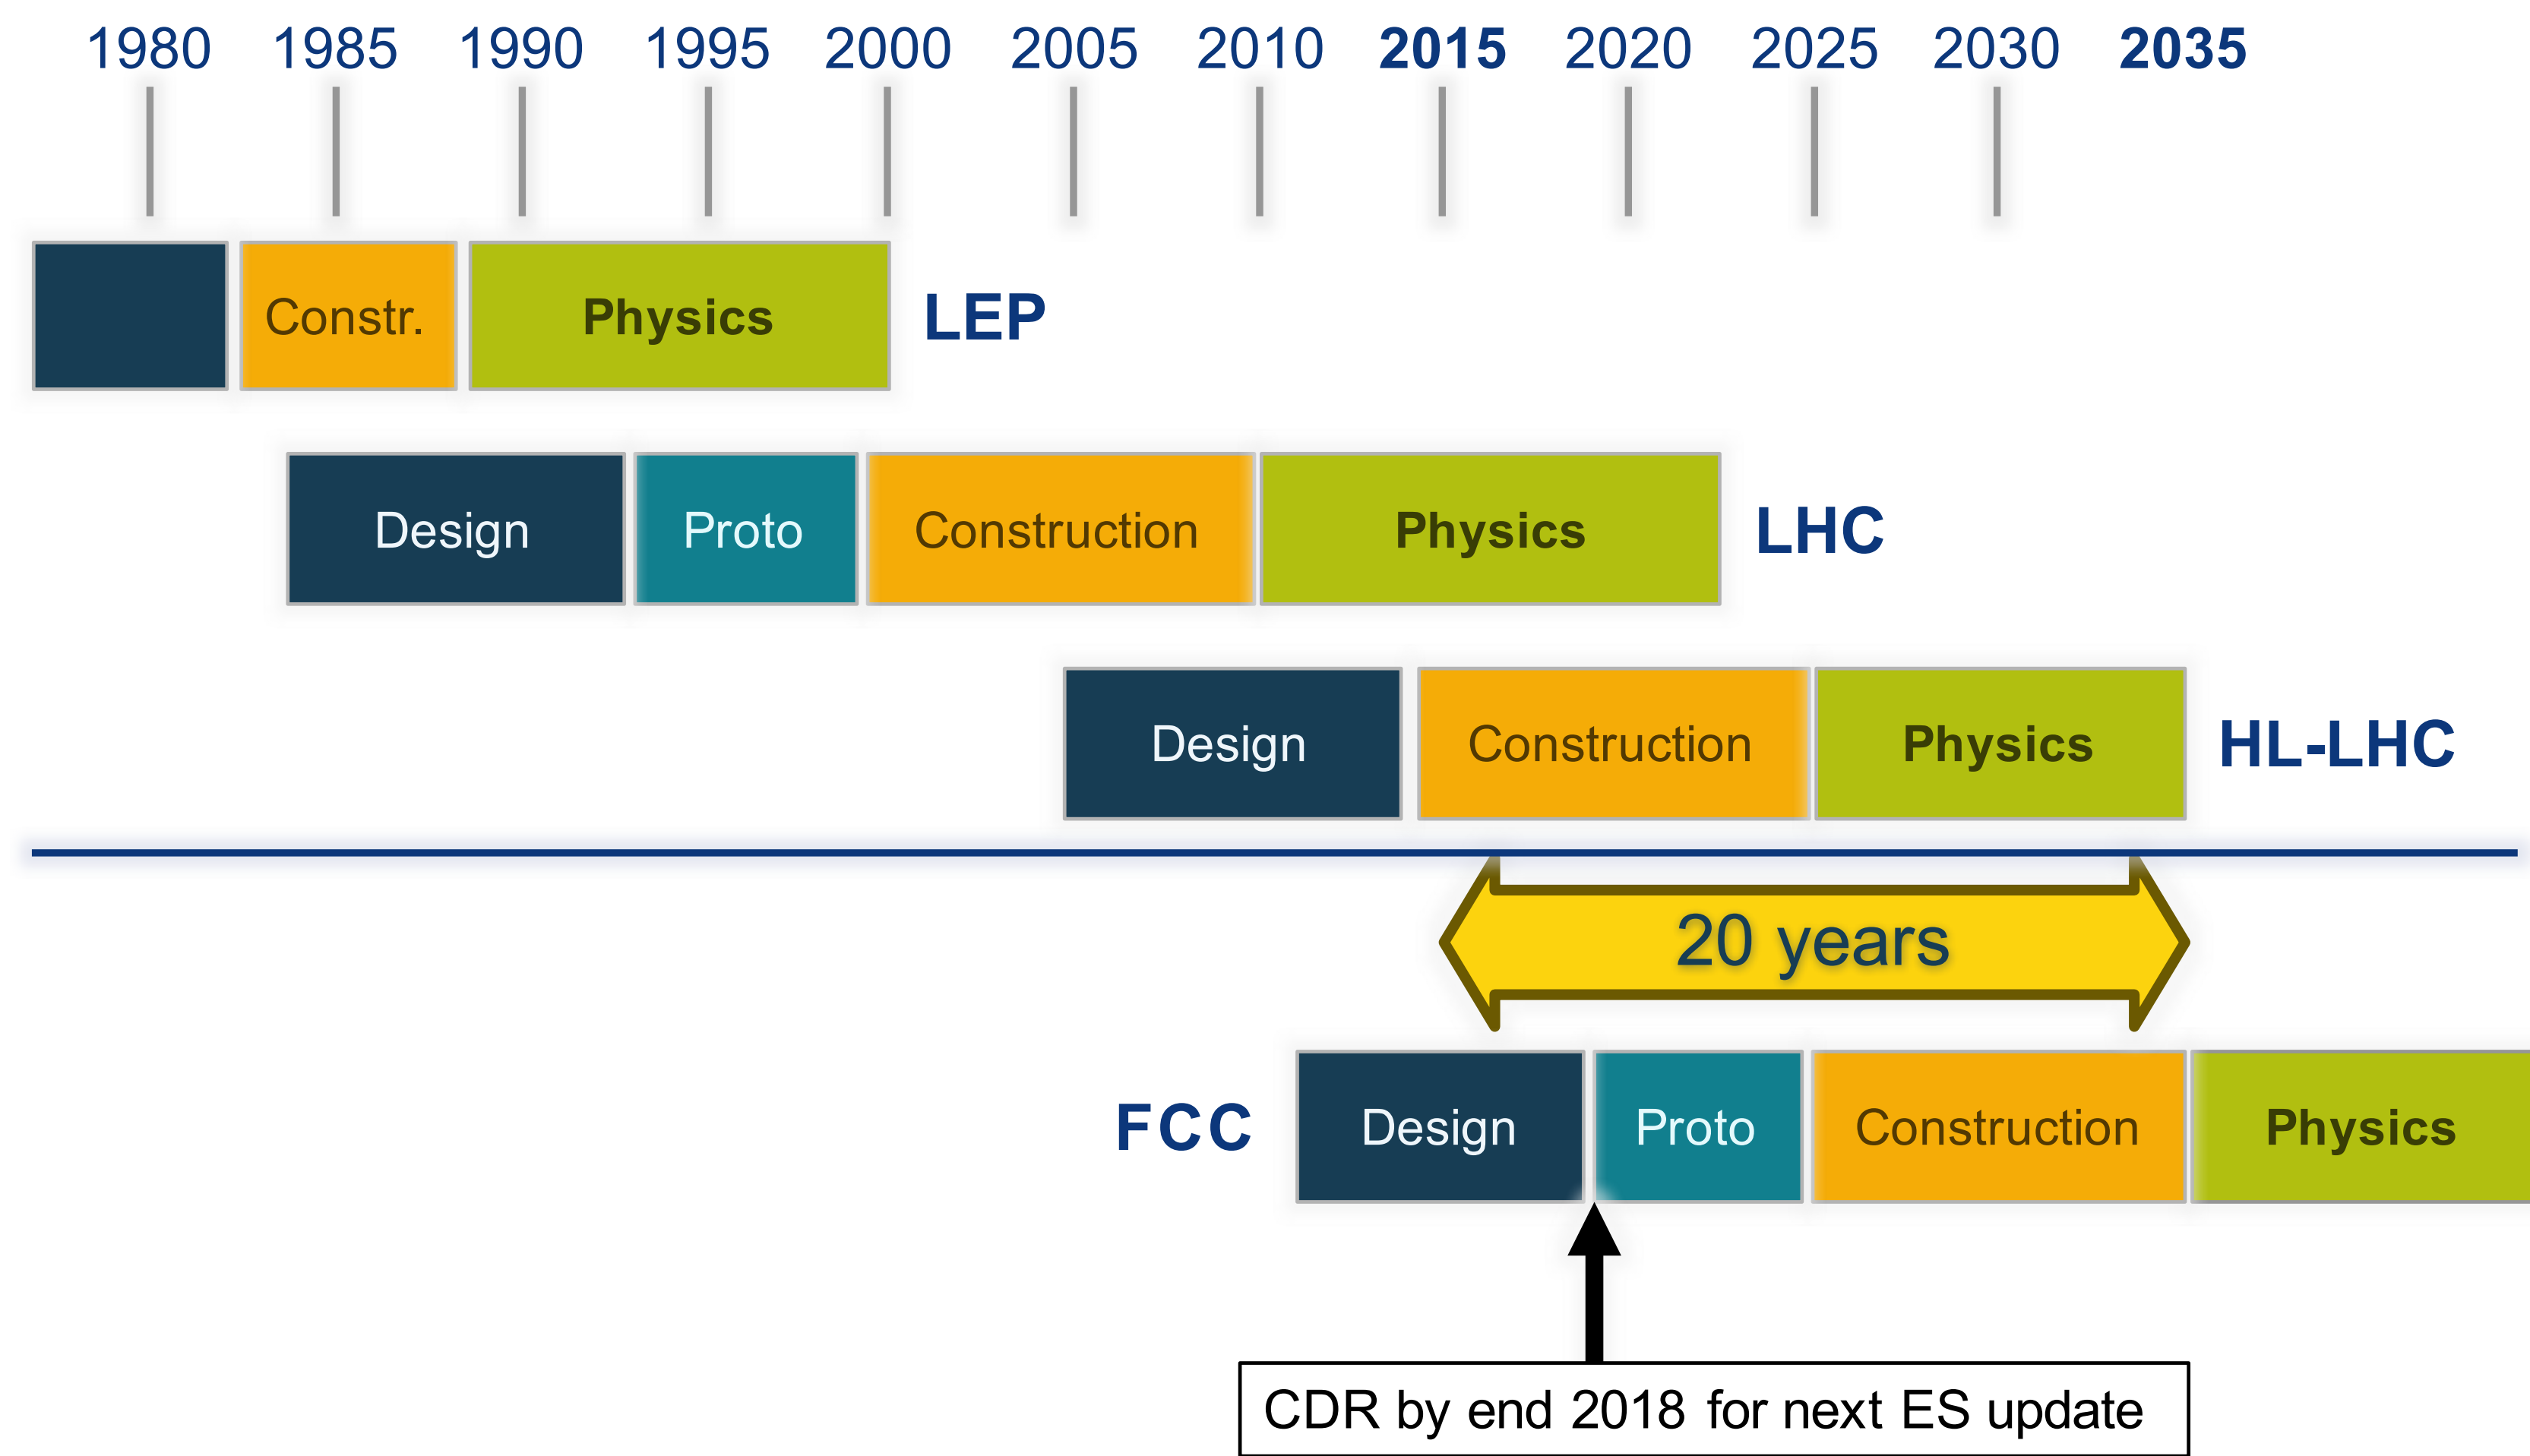 1980 1985 1990 1995 2000 2005 2010 2015 2020 2025 2030 2035
Constr. Physics LEP
Design Proto Construction Physics LHC
Design Construction Physics HL-LHC
20 years
FCC Design Proto Construction Physics
CDR by end 2018 for next ES update